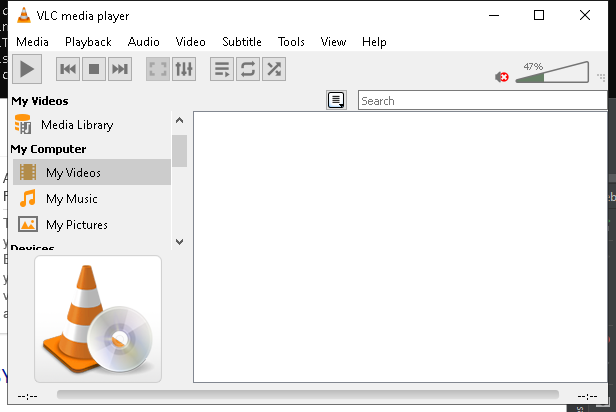 VLC media player
Media Playback Audio Video Subtitle Tools View Help
47%
My Videos
Search
Media Library
My Computer
My Videos
My Music
My Pictures
Devices
--:-- --:--